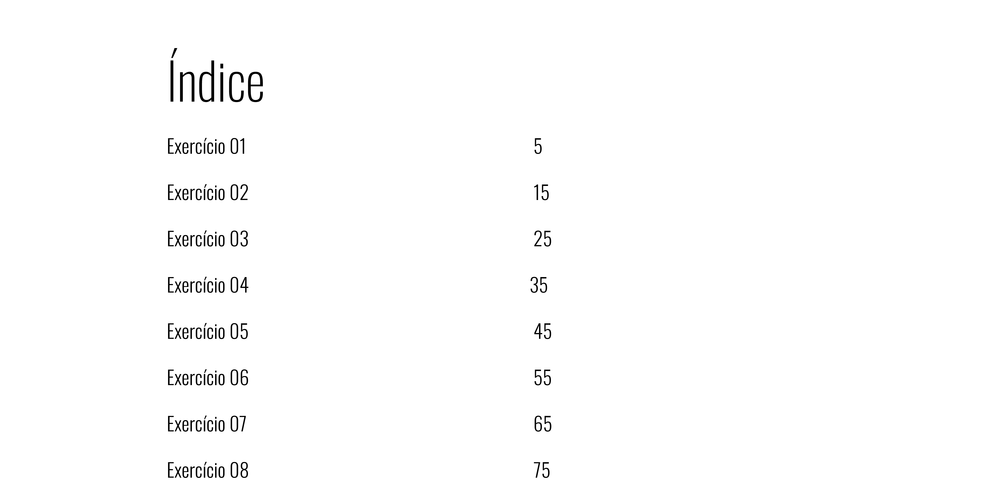 Índice
Exercício 01 5
Exercício 02 15
Exercício 03 25
Exercício 04 35
Exercício 05 45
Exercício 06 55
Exercício 07 65
Exercício 08 75